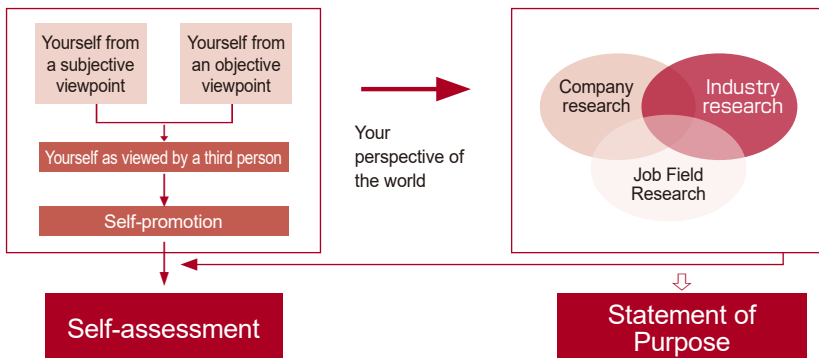 Yourself from
a subjective
viewpoint
Yourself from
an objective
viewpoint
Yourself as viewed by a third person
Self-promotion
Self-assessment
Your
perspective of
the world
Company
research
Industry
research
Job Field
Research
Statement of
Purpose